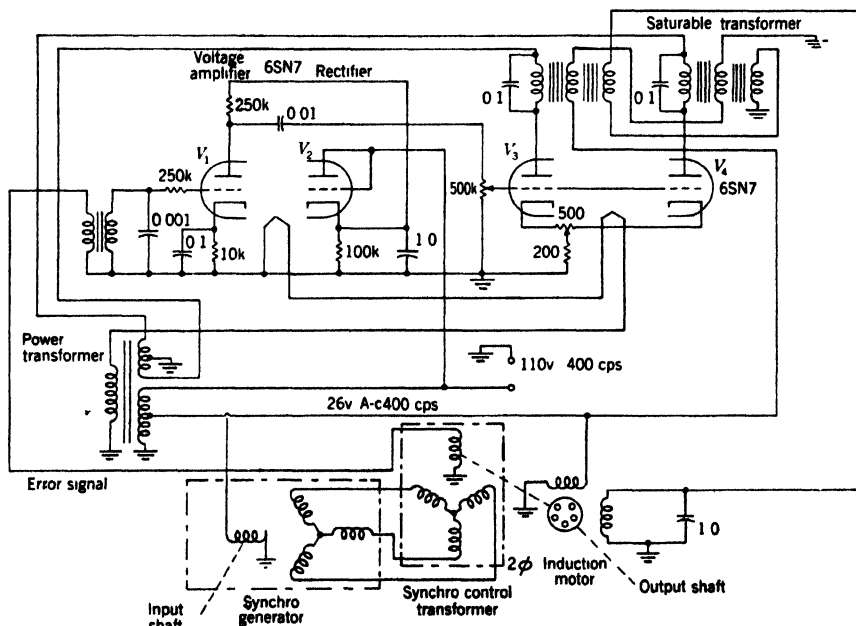 Saturable transformer
Voltage
amplifier
6SN7
Rectifier
250k
0 01
0 1
0 1
V1
V2
V3
V4
250k
500k
6SN7
0 001
0 1
10k
100k
1 0
500
200
Power
transformer
110v 400 cps
26v A-c400 cps
Error signal
1 0
2ϕ
Induction
motor
Output shaft
Synchro control
transformer
Synchro
generator
Input
shaft